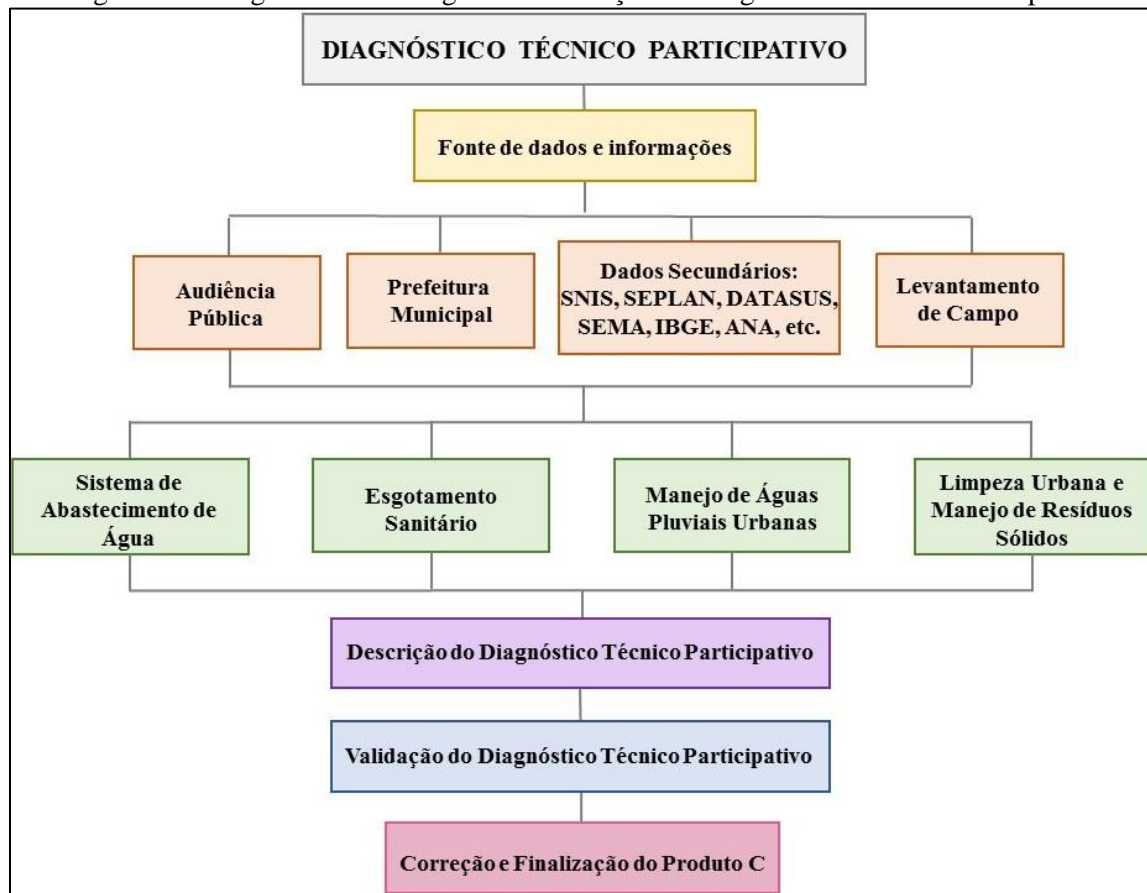 DIAGNÓSTICO TÉCNICO PARTICIPATIVO
Fonte de dados e informações
Audiência
Pública
Prefeitura
Municipal
Dados Secundários:
SNIS, SEPLAN, DATASUS,
SEMA, IBGE, ANA, etc.
Levantamento
de Campo
Sistema de
Abastecimento de
Água
Esgotamento
Sanitário
Manejo de Águas
Pluviais Urbanas
Limpeza Urbana e
Manejo de Resíduos
Sólidos
Descrição do Diagnóstico Técnico Participativo
Validação do Diagnóstico Técnico Participativo
Correção e Finalização do Produto C